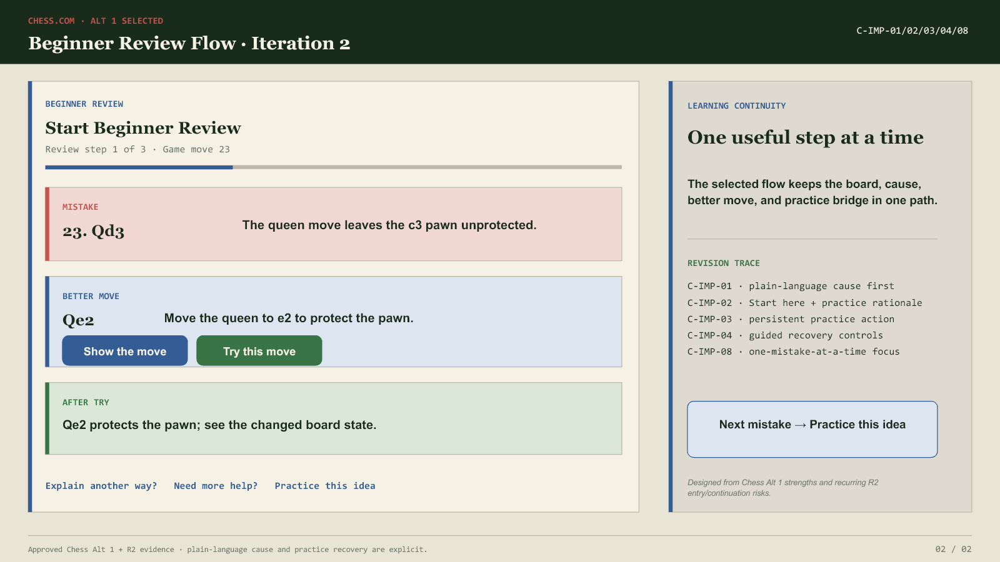 CHESS.COM · ALT 1 SELECTED
Beginner Review Flow · Iteration 2
C-IMP-01/02/03/04/08
BEGINNER REVIEW
Start Beginner Review
Review step 1 of 3 · Game move 23
MISTAKE
23. Qd3
The queen move leaves the c3 pawn unprotected.
BETTER MOVE
Qe2
Move the queen to e2 to protect the pawn.
Show the move
Try this move
AFTER TRY
Qe2 protects the pawn; see the changed board state.
Explain another way? Need more help? Practice this idea
LEARNING CONTINUITY
One useful step at a time
The selected flow keeps the board, cause,
better move, and practice bridge in one path.
REVISION TRACE
C-IMP-01 · plain-language cause first
C-IMP-02 · Start here + practice rationale
C-IMP-03 · persistent practice action
C-IMP-04 · guided recovery controls
C-IMP-08 · one-mistake-at-a-time focus
Next mistake → Practice this idea
Designed from Chess Alt 1 strengths and recurring R2
entry/continuation risks.
Approved Chess Alt 1 + R2 evidence · plain-language cause and practice recovery are explicit.
02 / 02